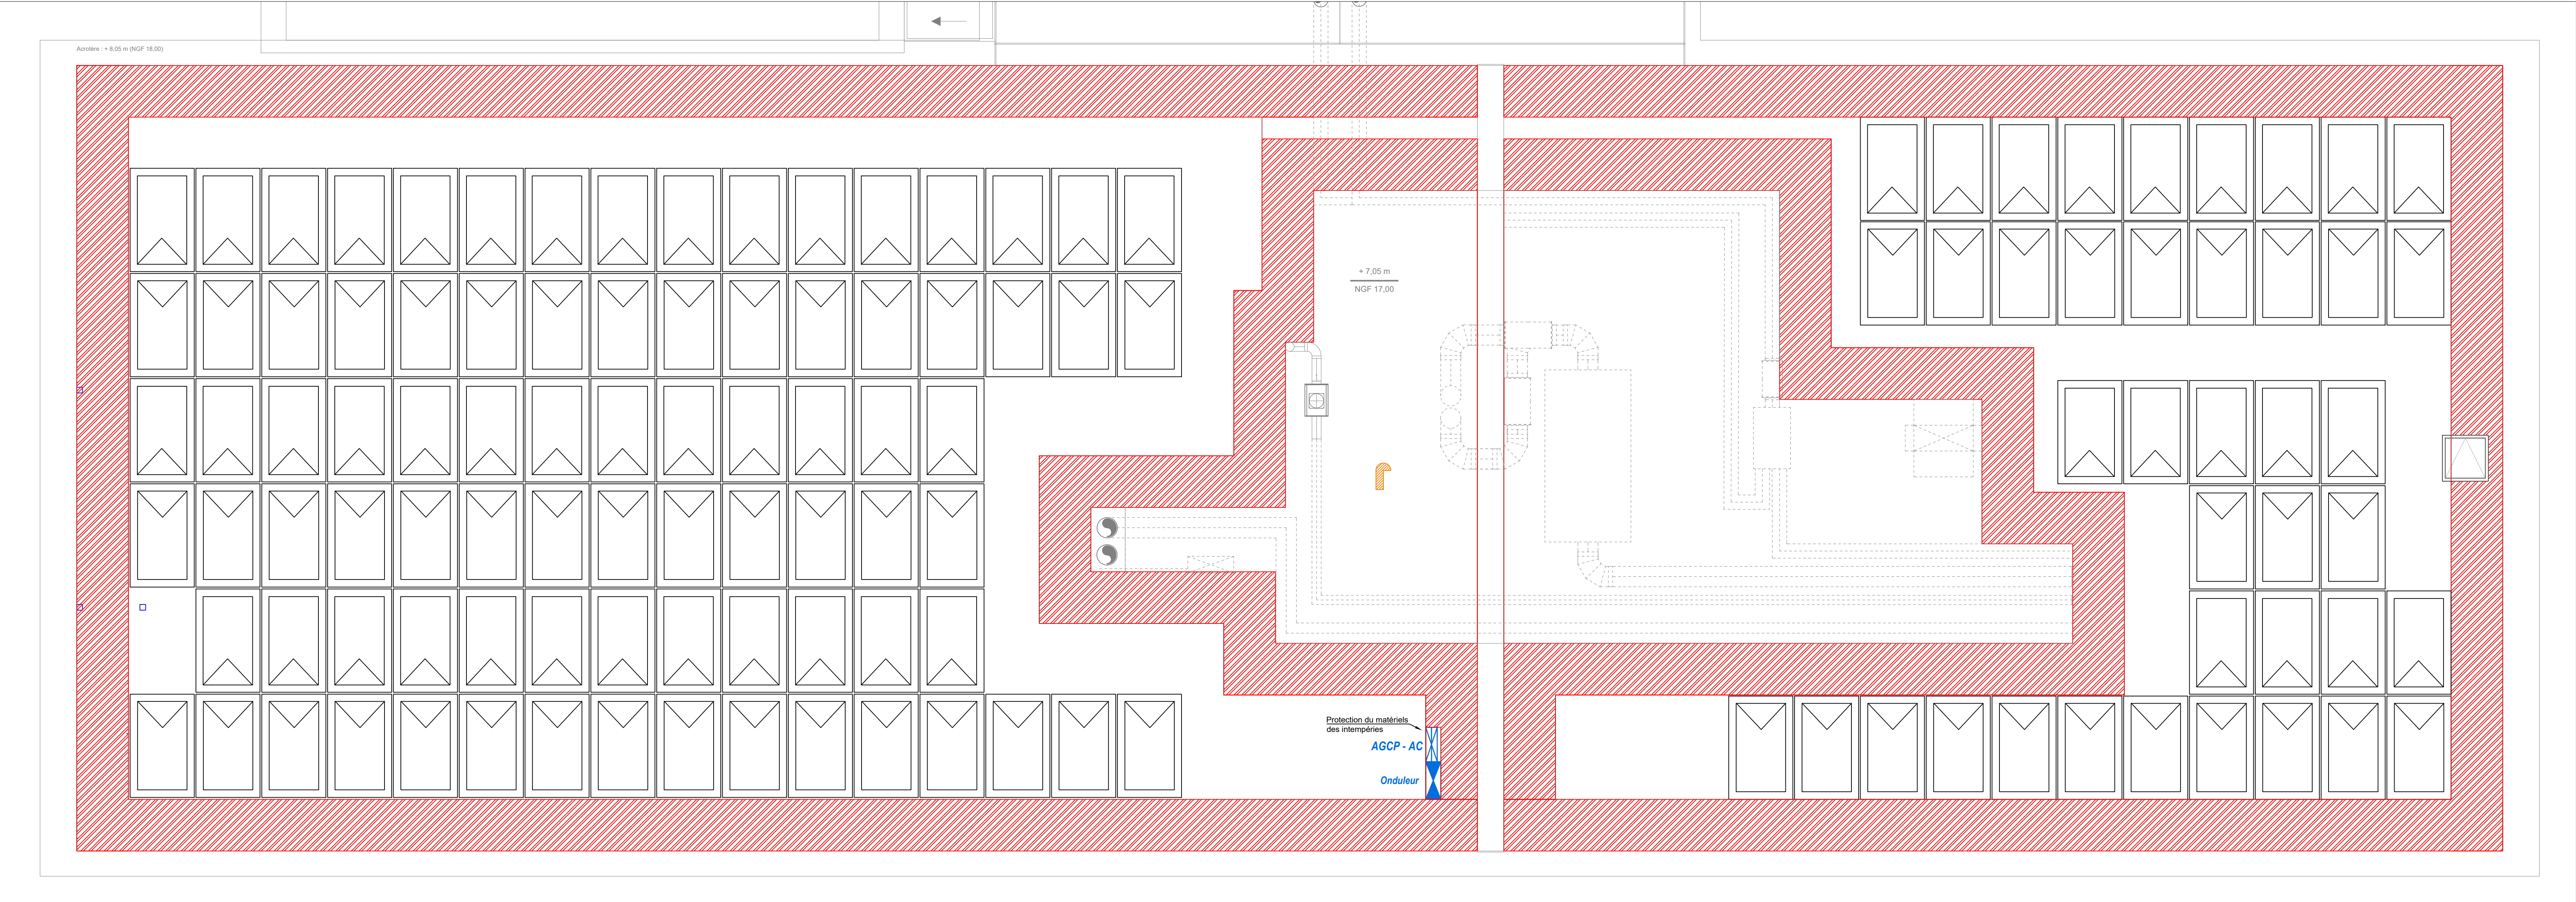 Acrotère : + 8,05 m (NGF 18,00)
+ 7,05 m
NGF 17,00
Protection du matériels
des intempéries
AGCP - AC
Onduleur